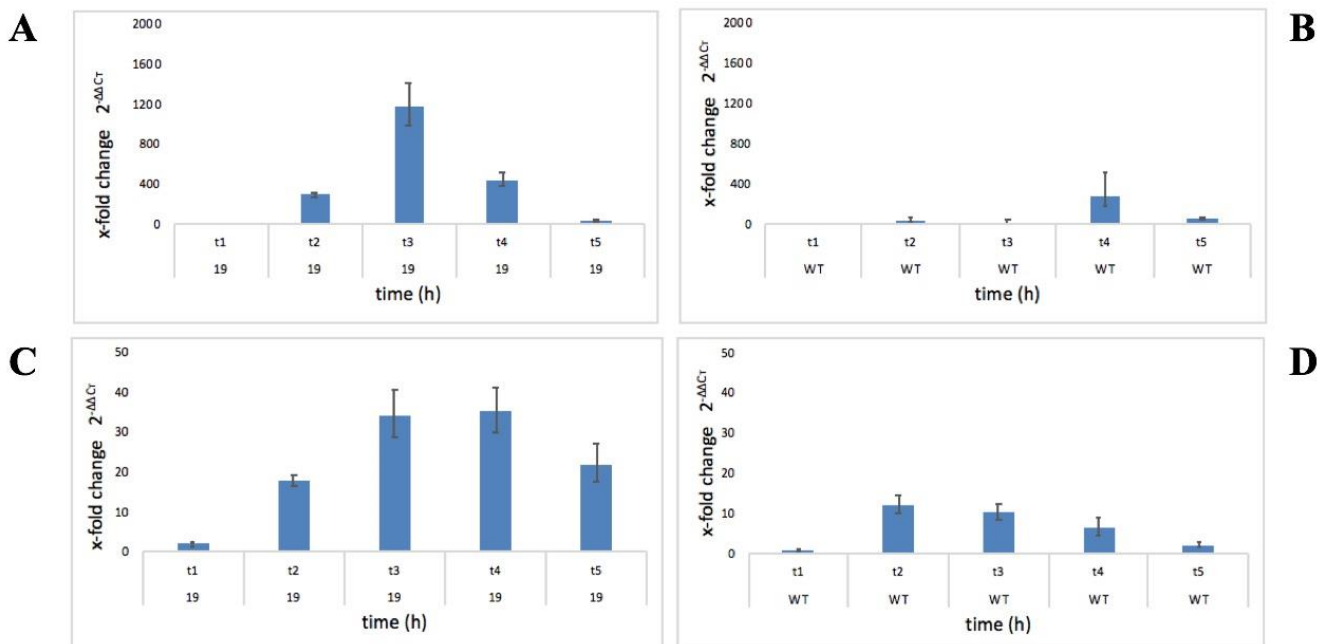 A
x-fold change 2^-ΔΔCT
2000
1600
1200
800
400
0
t1 t2 t3 t4 t5
19 19 19 19 19
time (h)
B
x-fold change 2^-ΔΔCT
2000
1600
1200
800
400
0
t1 t2 t3 t4 t5
WT WT WT WT WT
time (h)
C
x-fold change 2^-ΔΔCT
50
40
30
20
10
0
t1 t2 t3 t4 t5
19 19 19 19 19
time (h)
D
x-fold change 2^-ΔΔCT
50
40
30
20
10
0
t1 t2 t3 t4 t5
WT WT WT WT WT
time (h)